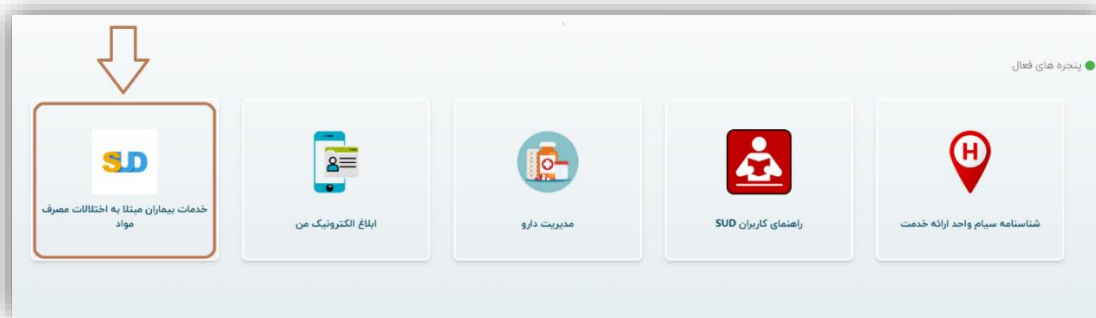 پنجره های فعال
شناسنامه سیام واحد ارائه خدمت
راهنمای کاربران SUD
مدیریت دارو
ابلاغ الکترونیک من
SUD
خدمات بیماران مبتلا به اختلالات مصرف
مواد
H